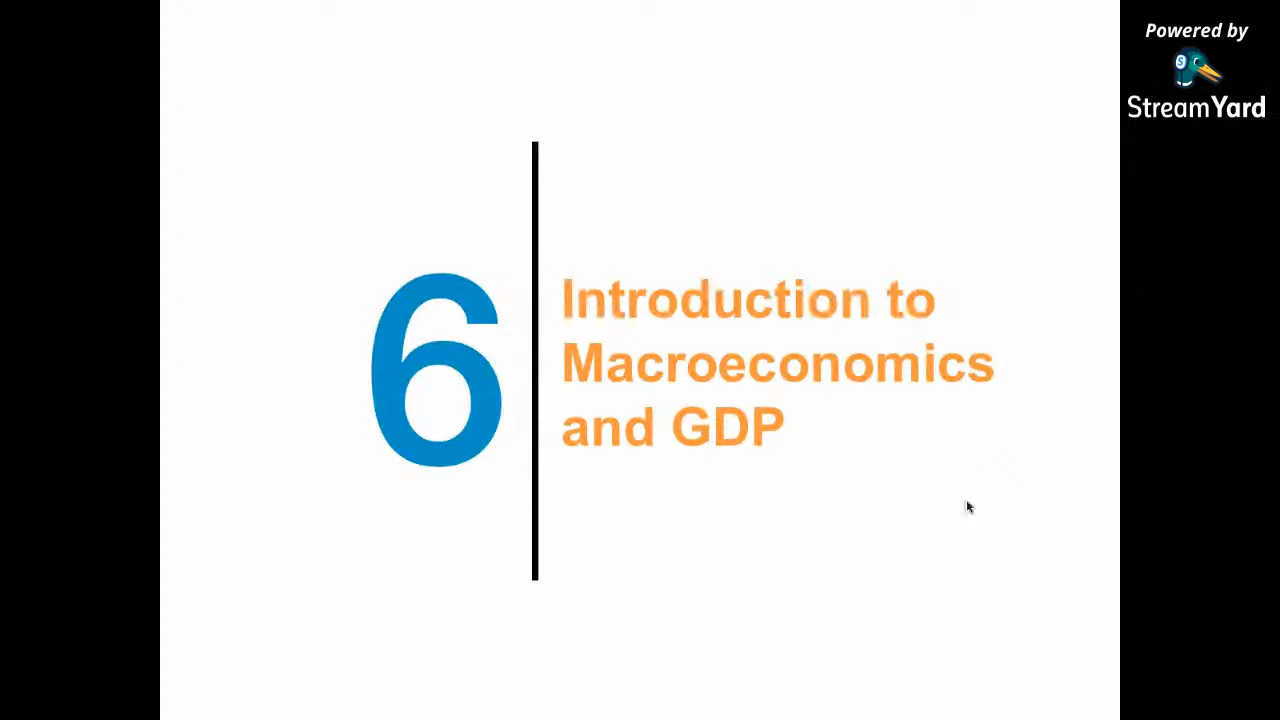 Powered by
S
StreamYard
6
Introduction to
Macroeconomics
and GDP